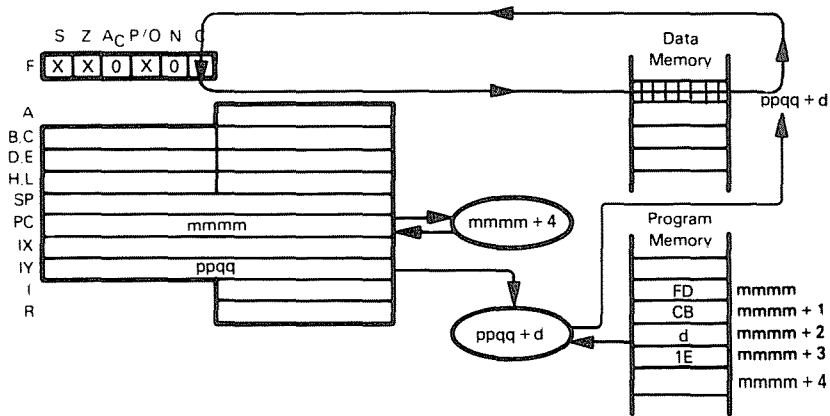 S Z AC P/O N C
F X X 0 X 0
Data
Memory
ppqq + d
A
B,C
D,E
H,L
SP
PC mmmm
IX
IY ppqq
I
R
mmmm + 4
ppqq + d
Program
Memory
FD mmmm
CB mmmm + 1
d mmmm + 2
1E mmmm + 3
mmmm + 4